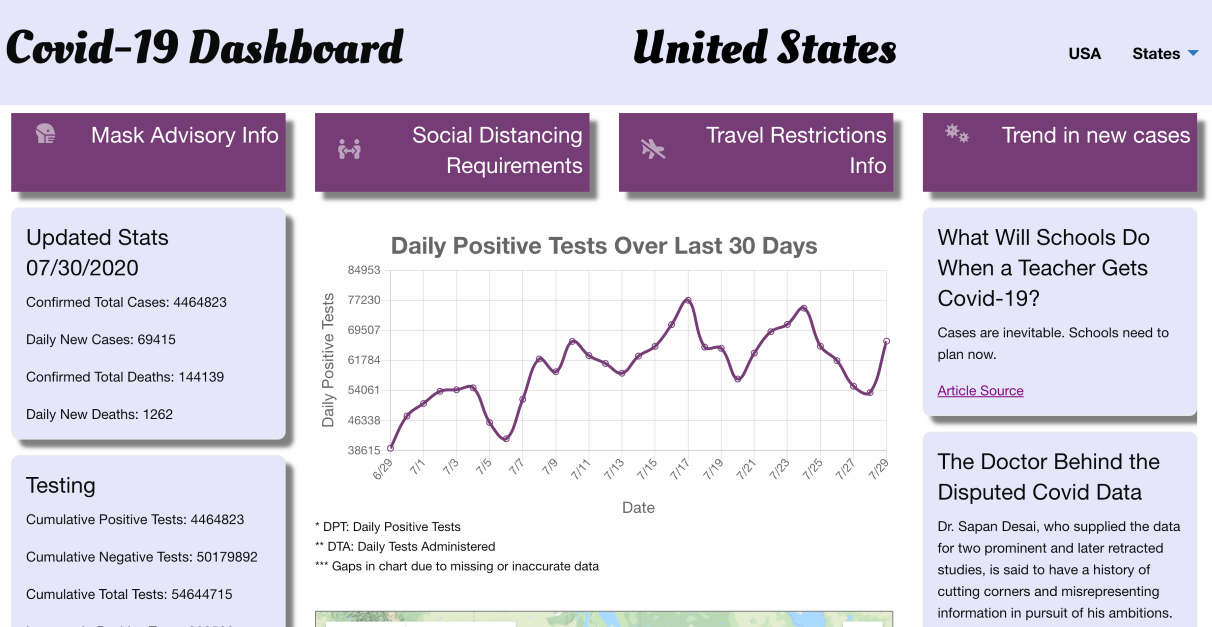 Covid-19 Dashboard
United States
USA
States
Mask Advisory Info
Social Distancing
Requirements
Travel Restrictions
Info
Trend in new cases
Updated Stats
07/30/2020
Confirmed Total Cases: 4464823
Daily New Cases: 69415
Confirmed Total Deaths: 144139
Daily New Deaths: 1262
Testing
Cumulative Positive Tests: 4464823
Cumulative Negative Tests: 50179892
Cumulative Total Tests: 54644715
Daily Positive Tests Over Last 30 Days
Daily Positive Tests
84953
77230
69507
61784
54061
46338
38615
6/29
7/1
7/3
7/5
7/7
7/9
7/11
7/13
7/15
7/17
7/19
7/21
7/23
7/25
7/27
7/29
Date
* DPT: Daily Positive Tests
** DTA: Daily Tests Administered
*** Gaps in chart due to missing or inaccurate data
What Will Schools Do
When a Teacher Gets
Covid-19?
Cases are inevitable. Schools need to
plan now.
Article Source
The Doctor Behind the
Disputed Covid Data
Dr. Sapan Desai, who supplied the data
for two prominent and later retracted
studies, is said to have a history of
cutting corners and misrepresenting
information in pursuit of his ambitions.